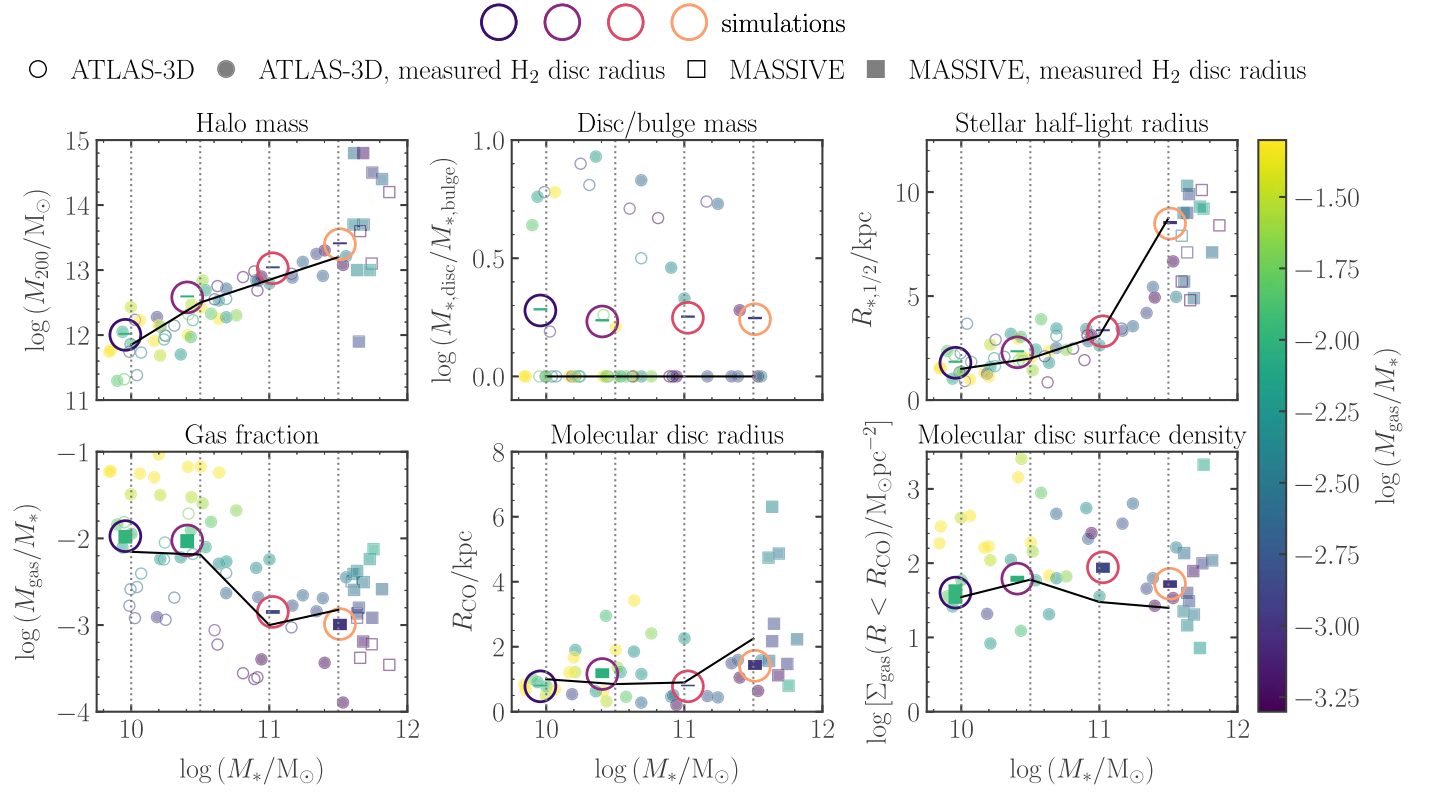 simulations
ATLAS-3D ATLAS-3D, measured H₂ disc radius MASSIVE MASSIVE, measured H₂ disc radius
Halo mass
15
14
13
12
11
log (M₂₀₀/M⊙)
Disc/bulge mass
1.0
0.5
0.0
log (M*,disc/M*,bulge)
Stellar half-light radius
10
5
0
R*,1/2/kpc
Gas fraction
−1
−2
−3
−4
10 11 12
log (Mgas/M*)
log (M*/M⊙)
Molecular disc radius
8
6
4
2
0
10 11 12
RCO/kpc
log (M*/M⊙)
Molecular disc surface density
3
2
1
0
10 11 12
log [Σgas(R < RCO)/M⊙pc⁻²]
log (M*/M⊙)
−1.50
−1.75
−2.00
−2.25
−2.50
−2.75
−3.00
−3.25
log (Mgas/M*)